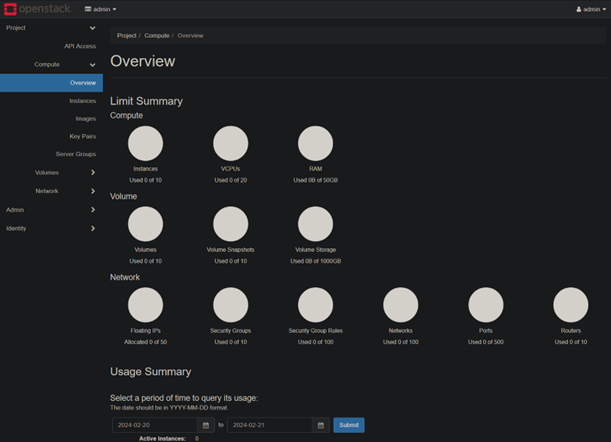 openstack. admin admin
Project
API Access
Compute
Overview
Instances
Images
Key Pairs
Server Groups
Volumes
Network
Admin
Identity
Project / Compute / Overview
Overview
Limit Summary
Compute
Instances VCPUs RAM
Used 0 of 10 Used 0 of 20 Used 0B of 50GB
Volume
Volumes Volume Snapshots Volume Storage
Used 0 of 10 Used 0 of 10 Used 0B of 1000GB
Network
Floating IPs Security Groups Security Group Rules Networks Ports Routers
Allocated 0 of 50 Used 0 of 10 Used 0 of 100 Used 0 of 100 Used 0 of 500 Used 0 of 10
Usage Summary
Select a period of time to query its usage:
The date should be in YYYY-MM-DD format.
2024-02-20 to 2024-02-21 Submit
Active Instances: 0